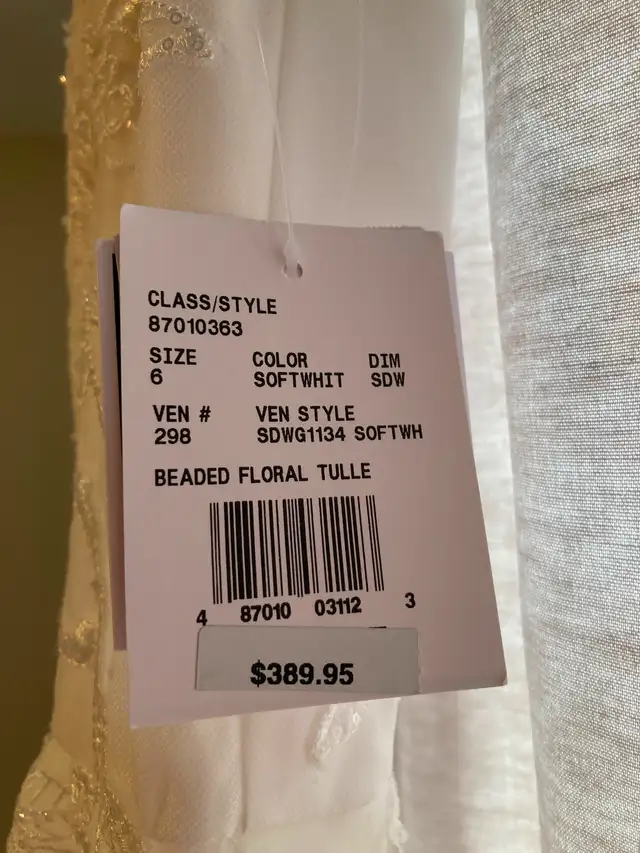 CLASS/STYLE
87010363
SIZE COLOR DIM
6 SOFTWHIT SDW
VEN # VEN STYLE
298 SDWG1134 SOFTWH
BEADED FLORAL TULLE
4 87010 03112 3
$389.95